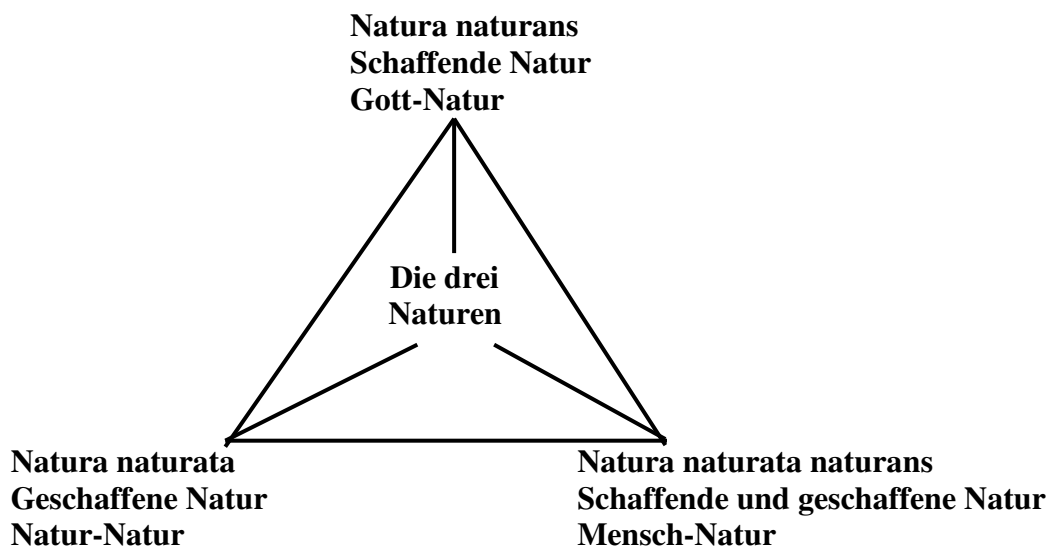 Natura naturans
Schaffende Natur
Gott-Natur
Die drei
Naturen
Natura naturata
Geschaffene Natur
Natur-Natur
Natura naturata naturans
Schaffende und geschaffene Natur
Mensch-Natur